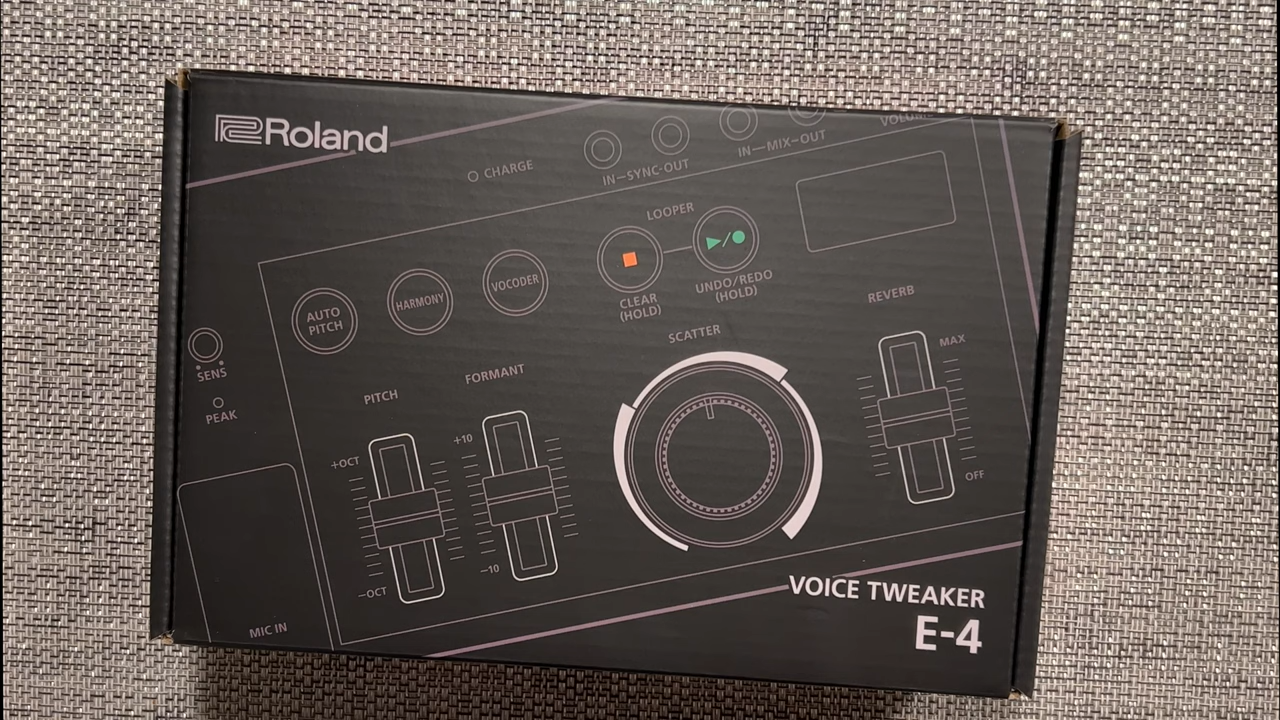 Roland
CHARGE
IN–SYNC-OUT
IN—MIX–OUT
VOLUME
LOOPER
AUTO
PITCH
HARMONY
VOCODER
CLEAR
(HOLD)
UNDO/REDO
(HOLD)
SENS
PEAK
PITCH
FORMANT
SCATTER
REVERB
MAX
+OCT
+10
OFF
−OCT
−10
MIC IN
VOICE TWEAKER
E-4